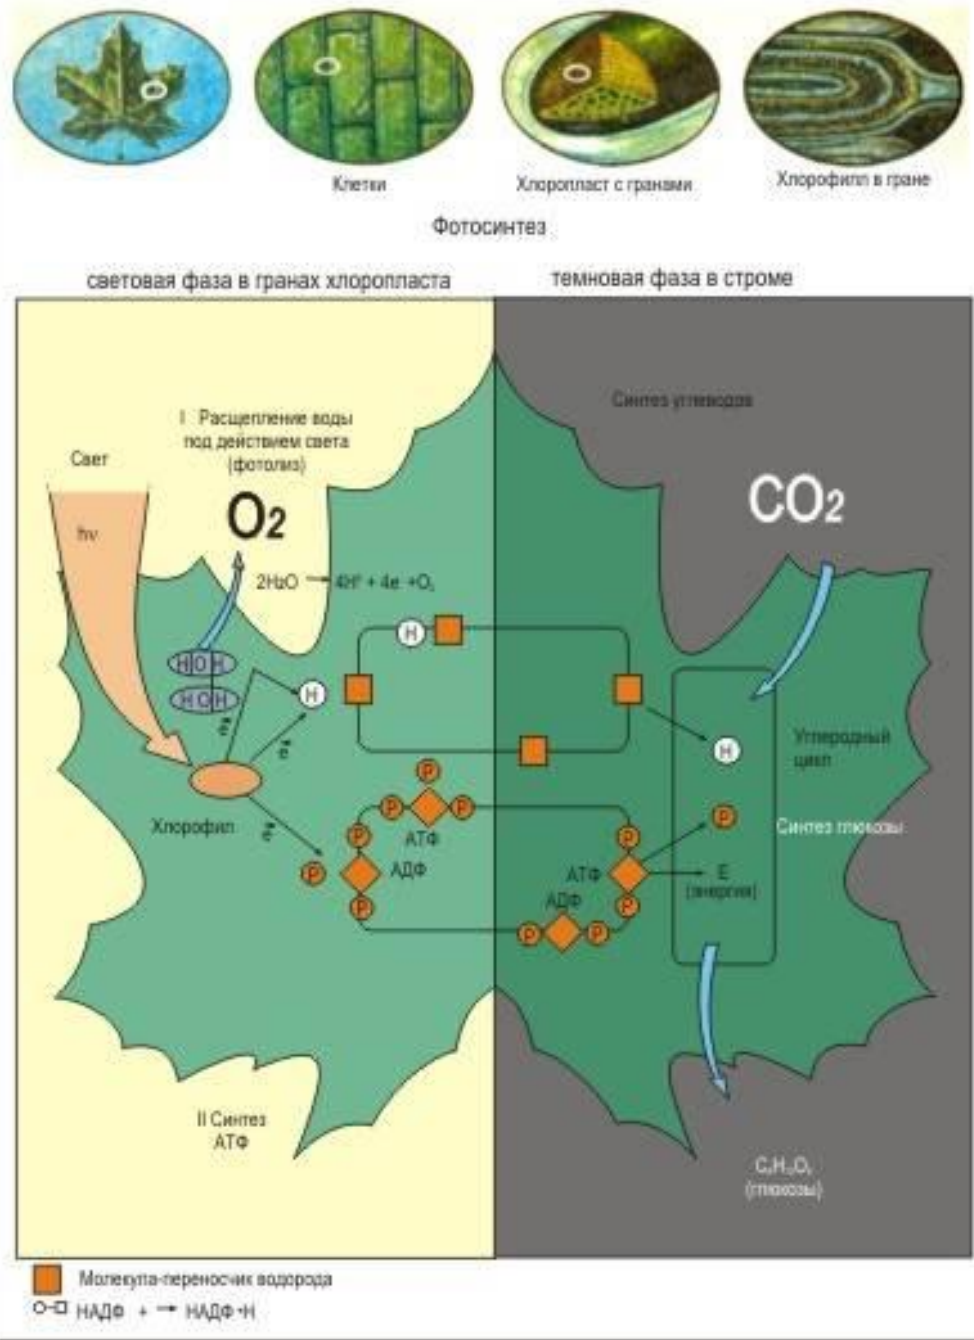 Клетки
Хлоропласт с гранами
Хлорофилл в гране
Фотосинтез
световая фаза в гранах хлоропласта
темновая фаза в строме
I Расщепление воды
под действием света
(фотолиз)
Свет
hν
O2
2H2O → 4H⁺ + 4e +O2
H O H
H O H
H
H
e
e
e
Хлорофил
P
P
P
P
АТФ
P
АДФ
P
P
II Синтез
АТФ
Синтез углеводов
CO2
H
Углеродный
цикл
P
Синтез глюкозы
P
АТФ
E
(энергия)
АДФ
P
P
P
C6H12O6
(глюкозы)
Молекула-переносчик водорода
НАДФ + → НАДФ•Н